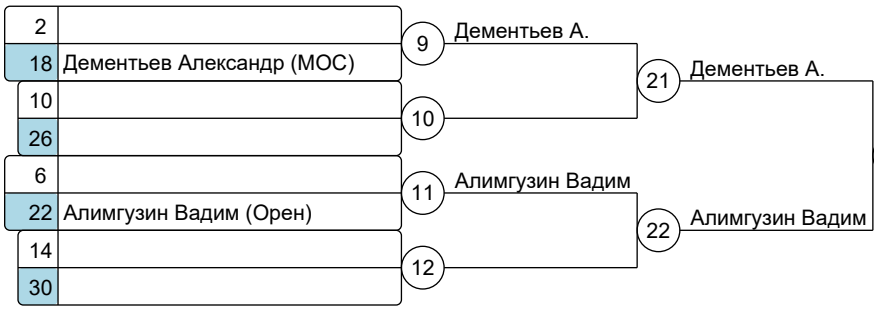 2
18 Дементьев Александр (МОС)
10
26
6
22 Алимгузин Вадим (Орен)
14
30
9 Дементьев А.
10
11 Алимгузин Вадим
12
21 Дементьев А.
22 Алимгузин Вадим